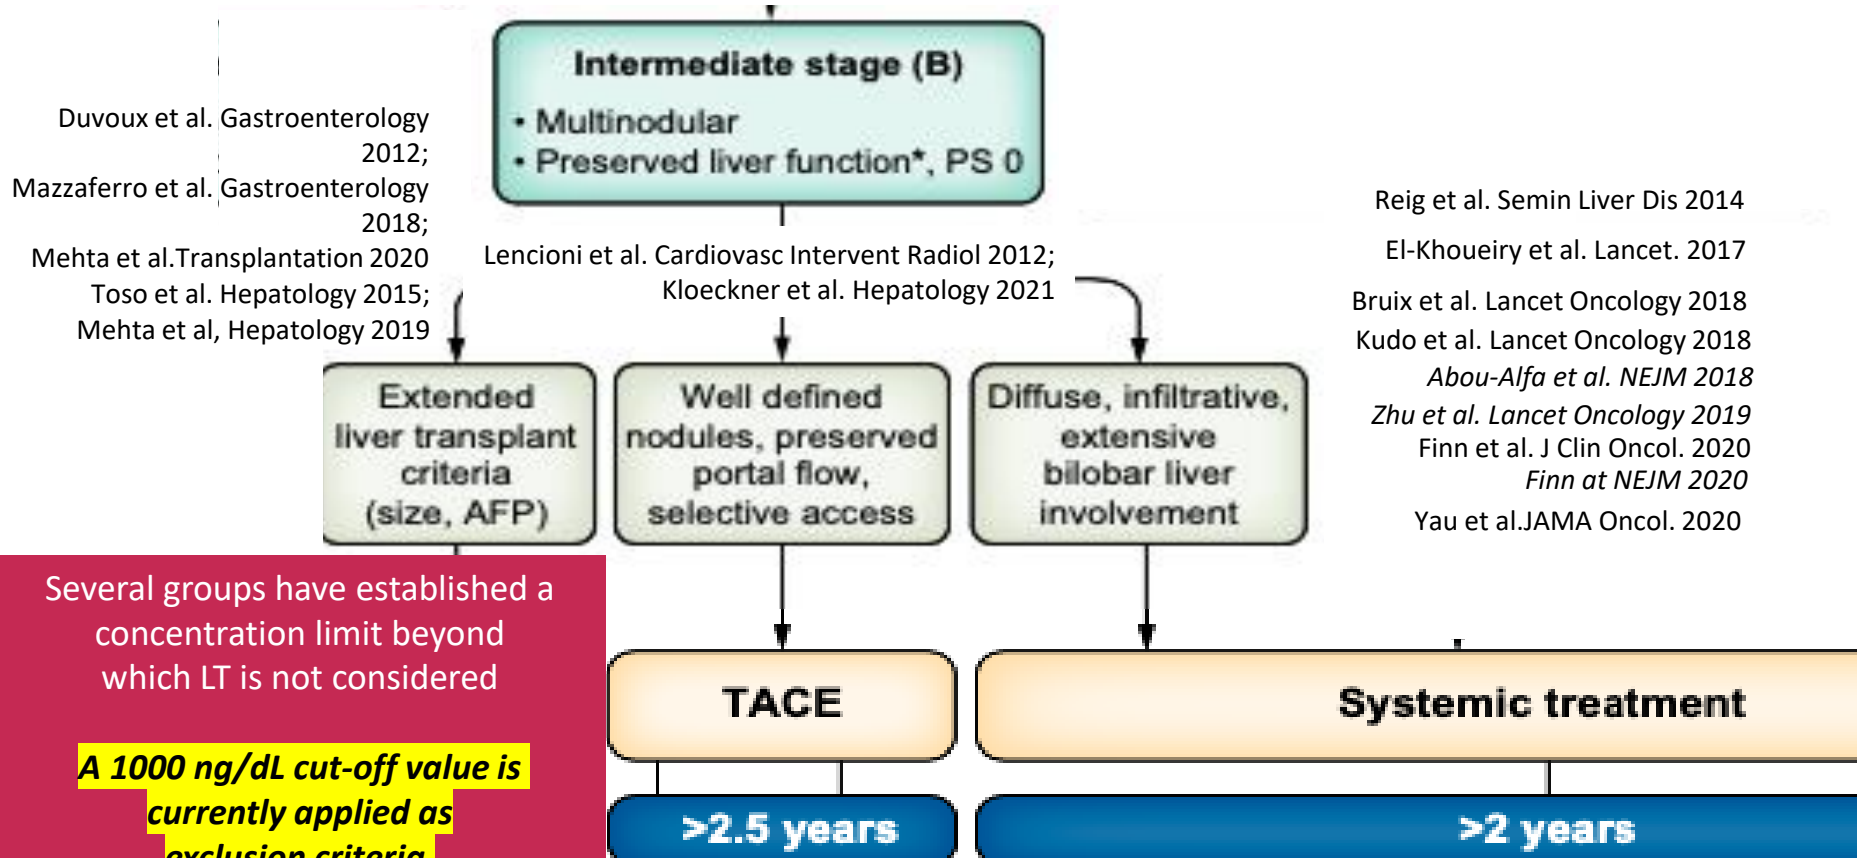 Intermediate stage (B)
• Multinodular
• Preserved liver function*, PS 0
Duvoux et al. Gastroenterology
2012;
Mazzaferro et al. Gastroenterology
2018;
Mehta et al.Transplantation 2020
Toso et al. Hepatology 2015;
Mehta et al, Hepatology 2019
Lencioni et al. Cardiovasc Intervent Radiol 2012;
Kloeckner et al. Hepatology 2021
Reig et al. Semin Liver Dis 2014
El-Khoueiry et al. Lancet. 2017
Bruix et al. Lancet Oncology 2018
Kudo et al. Lancet Oncology 2018
Abou-Alfa et al. NEJM 2018
Zhu et al. Lancet Oncology 2019
Finn et al. J Clin Oncol. 2020
Finn at NEJM 2020
Yau et al.JAMA Oncol. 2020
Extended
liver transplant
criteria
(size, AFP)
Well defined
nodules, preserved
portal flow,
selective access
Diffuse, infiltrative,
extensive
bilobar liver
involvement
Several groups have established a
concentration limit beyond
which LT is not considered
A 1000 ng/dL cut-off value is
currently applied as
exclusion criteria
TACE
Systemic treatment
>2.5 years
>2 years